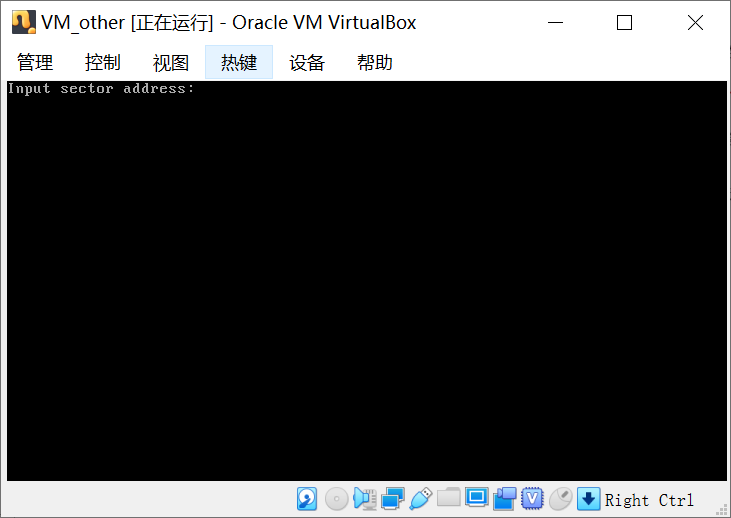 VM_other [正在运行] - Oracle VM VirtualBox
管理 控制 视图 热键 设备 帮助
Input sector address:
Right Ctrl